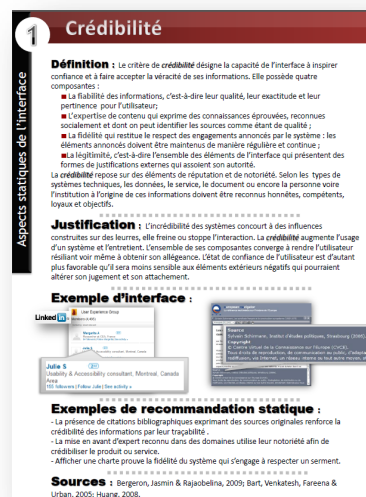 1 Crédibilité
Aspects statiques de l'interface
Définition : Le critère de crédibilité désigne la capacité de l'interface à inspirer
confiance et à faire accepter la véracité de ses informations. Elle possède quatre
composantes :
■ La fiabilité des informations, c'est-à-dire leur qualité, leur exactitude et leur
pertinence pour l'utilisateur;
■ L'expertise de contenu qui exprime des connaissances éprouvées, reconnues
socialement et dont on peut identifier les sources comme étant de qualité ;
■ La fidélité qui restitue le respect des engagements annoncés par le système : les
éléments annoncés doivent être maintenus de manière régulière et continue ;
■La légitimité, c'est-à-dire l'ensemble des éléments de l'interface qui présentent des
formes de justifications externes qui assoient son autorité.
La crédibilité repose sur des éléments de réputation et de notoriété. Selon les types de
systèmes techniques, les données, le service, le document ou encore la personne voire
l'institution à l'origine de ces informations doivent être reconnus honnêtes, compétents,
loyaux et objectifs.
Justification : L'incrédibilité des systèmes concourt à des influences
construites sur des leurres, elle freine ou stoppe l'interaction. La crédibilité augmente l'usage
d'un système et l'entretient. L'ensemble de ses composantes converge à rendre l'utilisateur
résiliant voir même à obtenir son allégeance. L'état de confiance de l'utilisateur est d'autant
plus favorable qu'il sera moins sensible aux éléments extérieurs négatifs qui pourraient
altérer son jugement et son attachement.
Exemple d'interface :
Linked in
User Experience Group
Julie S
Usability & Accessibility consultant, Montreal, Canada
Area
Source
Copyright
Exemples de recommandation statique :
- La présence de citations bibliographiques exprimant des sources originales renforce la
crédibilité des informations par leur traçabilité .
- La mise en avant d'expert reconnu dans des domaines utilise leur notoriété afin de
crédibiliser le produit ou service.
- Afficher une charte prouve la fidélité du système qui s'engage à respecter un serment.
Sources : Bergeron, Jasmin & Rajaobelina, 2009; Bart, Venkatesh, Fareena &
Urban, 2005; Huang, 2008.